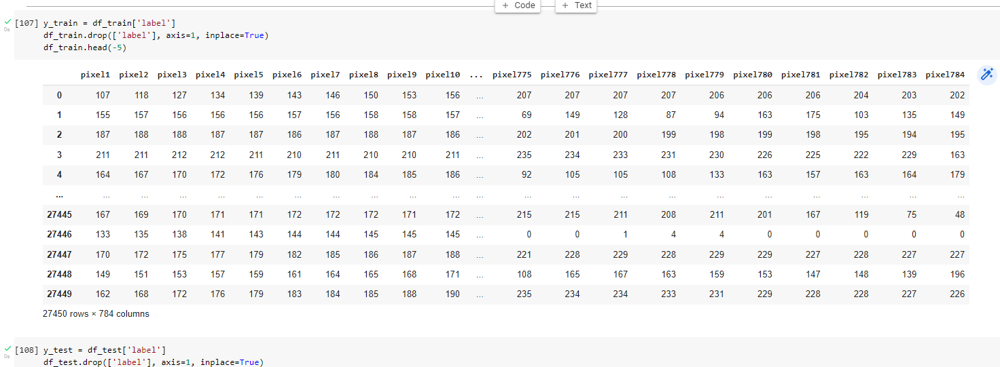 + Code + Text
[107] y_train = df_train['label']
0s
df_train.drop(['label'], axis=1, inplace=True)
df_train.head(-5)
pixel1 pixel2 pixel3 pixel4 pixel5 pixel6 pixel7 pixel8 pixel9 pixel10 ... pixel775 pixel776 pixel777 pixel778 pixel779 pixel780 pixel781 pixel782 pixel783 pixel784
0 107 118 127 134 139 143 146 150 153 156 ... 207 207 207 207 206 206 206 204 203 202
1 155 157 156 156 156 157 156 158 158 157 ... 69 149 128 87 94 163 175 103 135 149
2 187 188 188 187 187 186 187 188 187 186 ... 202 201 200 199 198 199 198 195 194 195
3 211 211 212 212 211 210 211 210 210 211 ... 235 234 233 231 230 226 225 222 229 163
4 164 167 170 172 176 179 180 184 185 186 ... 92 105 105 108 133 163 157 163 164 179
... ... ... ... ... ... ... ... ... ... ... ... ... ... ... ... ... ... ... ... ... ...
27445 167 169 170 171 171 172 172 172 171 172 ... 215 215 211 208 211 201 167 119 75 48
27446 133 135 138 141 143 144 144 145 145 145 ... 0 0 1 4 4 0 0 0 0 0
27447 170 172 175 177 179 182 185 186 187 188 ... 221 228 229 228 229 229 227 228 227 227
27448 149 151 153 157 159 161 164 165 168 171 ... 108 165 167 163 159 153 147 148 139 196
27449 162 168 172 176 179 183 184 185 188 190 ... 235 234 234 233 231 229 228 228 227 226
27450 rows × 784 columns
[108] y_test = df_test['label']
0s
df_test.drop(['label'], axis=1, inplace=True)